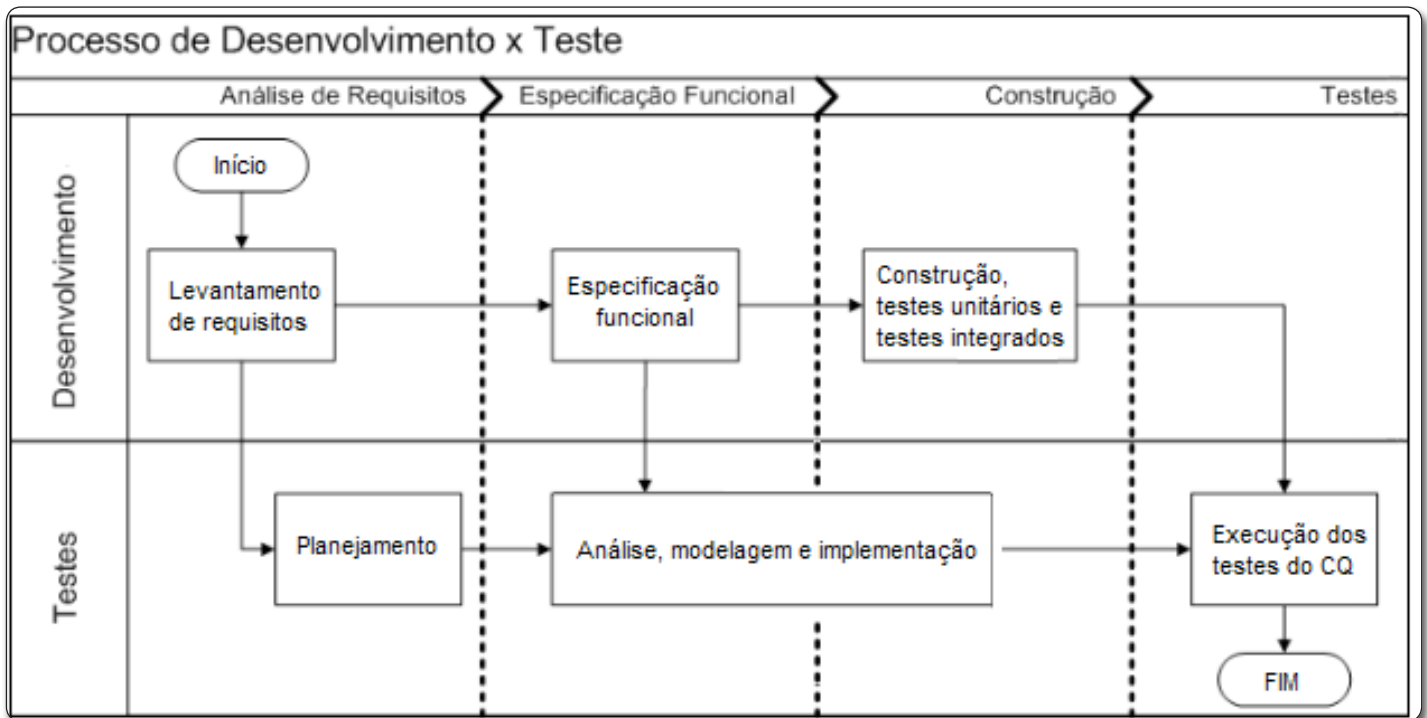 Processo de Desenvolvimento x Teste
Análise de Requisitos
Especificação Funcional
Construção
Testes
Desenvolvimento
Início
Levantamento
de requisitos
Especificação
funcional
Construção,
testes unitários e
testes integrados
Testes
Planejamento
Análise, modelagem e implementação
Execução dos
testes do CQ
FIM